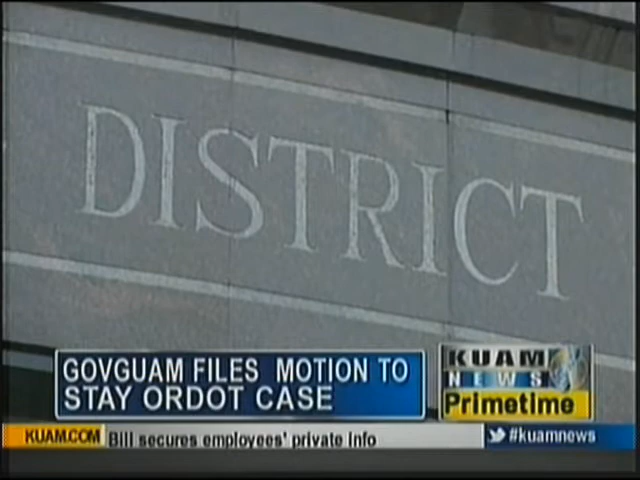 DISTRICT
GOVGUAM FILES MOTION TO
STAY ORDOT CASE
KUAM
NEWS
Primetime
KUAM.COM
Bill secures employees' private info
#kuamnews